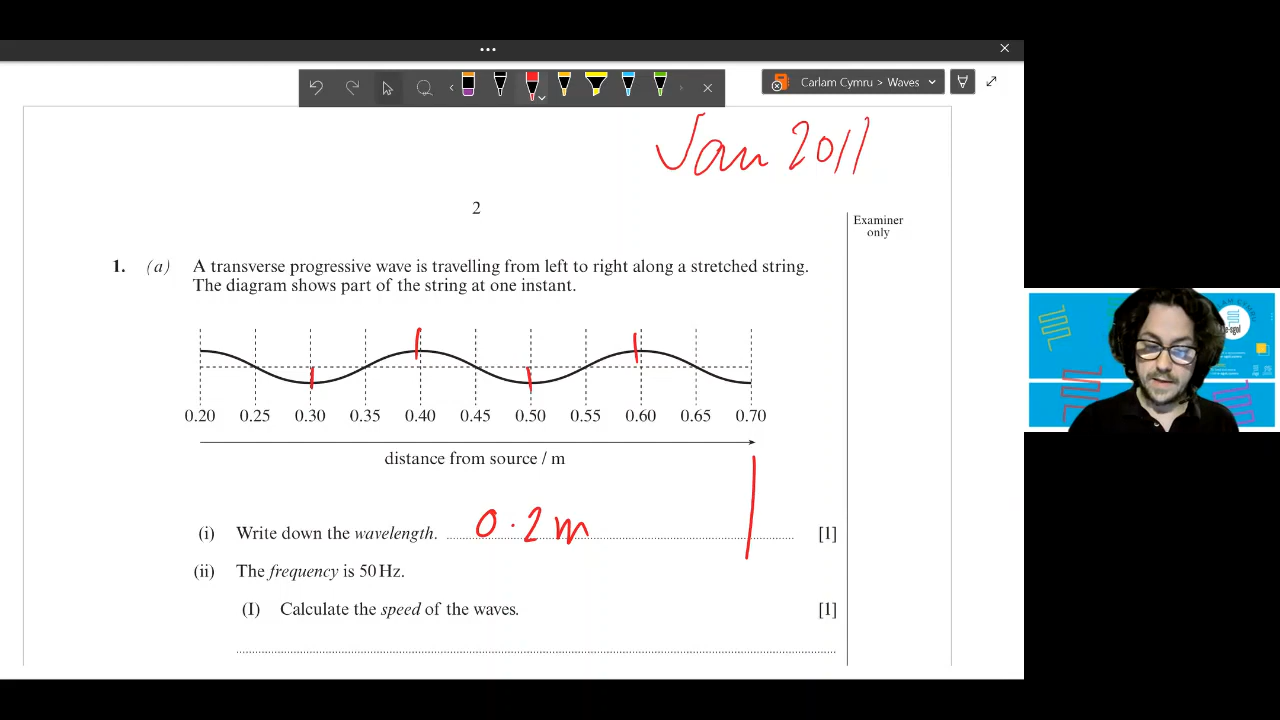 Carlam Cymru > Waves
Jan 2011
2
Examiner
only
1. (a) A transverse progressive wave is travelling from left to right along a stretched string.
The diagram shows part of the string at one instant.
0.20 0.25 0.30 0.35 0.40 0.45 0.50 0.55 0.60 0.65 0.70
distance from source / m
(i) Write down the wavelength. 0.2 m [1]
(ii) The frequency is 50 Hz.
(I) Calculate the speed of the waves. [1]